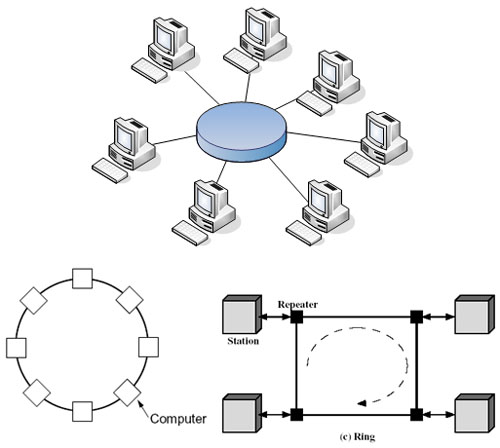 Repeater
Station
Computer
(c) Ring